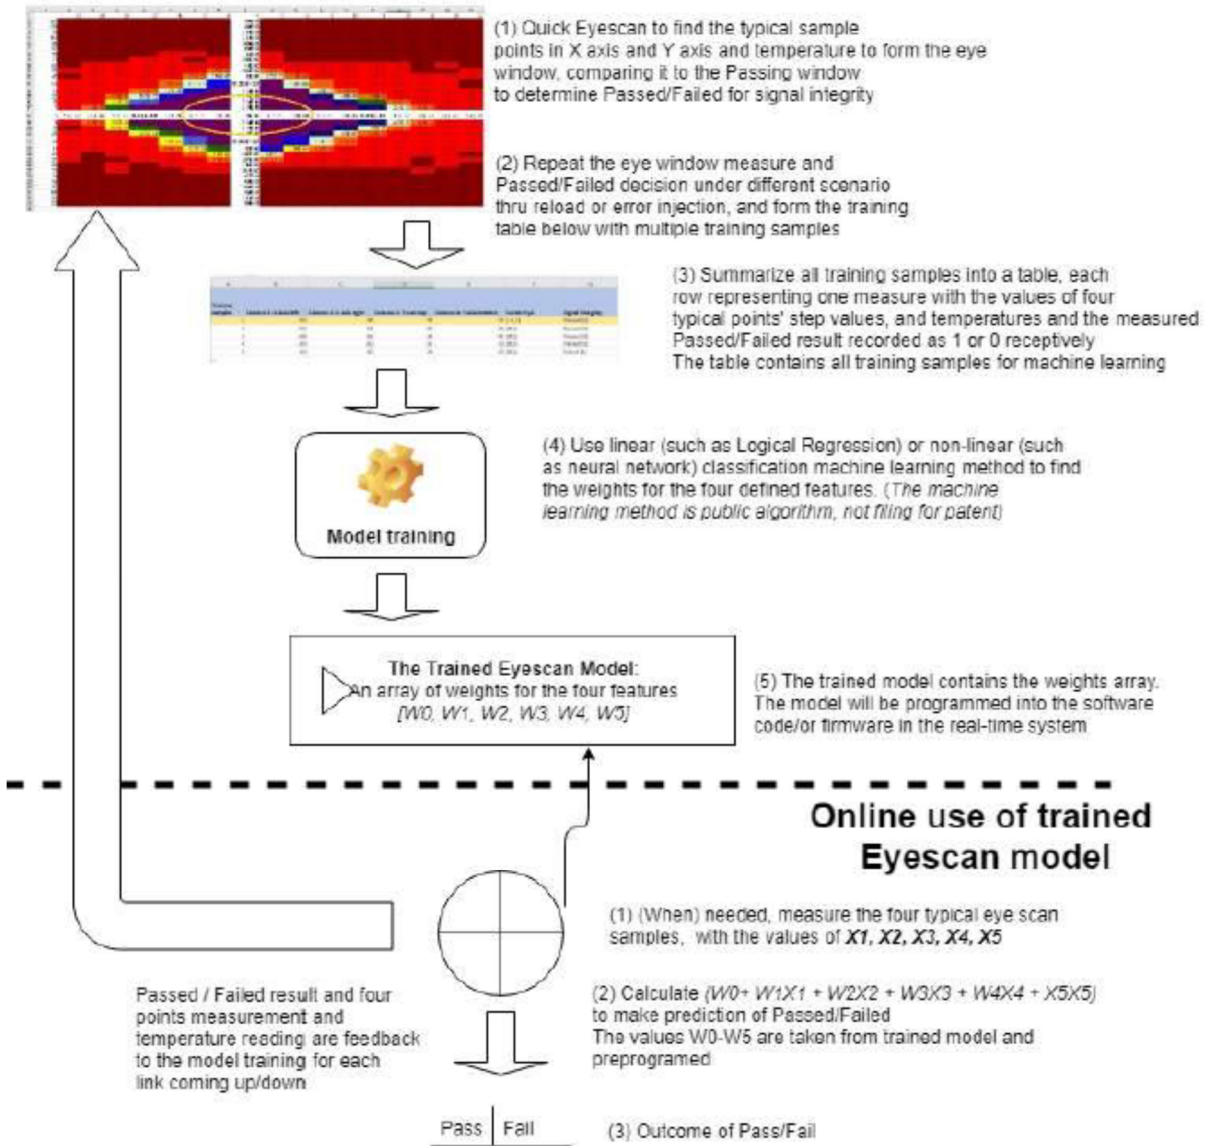 (1) Quick Eyescan to find the typical sample
points in X axis and Y axis and temperature to form the eye
window, comparing it to the Passing window
to determine Passed/Failed for signal integrity
(2) Repeat the eye window measure and
Passed/Failed decision under different scenario
thru reload or error injection, and form the training
table below with multiple training samples
(3) Summarize all training samples into a table, each
row representing one measure with the values of four
typical points' step values, and temperatures and the measured
Passed/Failed result recorded as 1 or 0 receptively
The table contains all training samples for machine learning
(4) Use linear (such as Logical Regression) or non-linear (such
as neural network) classification machine learning method to find
the weights for the four defined features. (The machine
learning method is public algorithm, not filing for patent)
Model training
The Trained Eyescan Model:
An array of weights for the four features
[W0, W1, W2, W3, W4, W5]
(5) The trained model contains the weights array.
The model will be programmed into the software
code/or firmware in the real-time system
Online use of trained
Eyescan model
(1) (When) needed, measure the four typical eye scan
samples, with the values of X1, X2, X3, X4, X5
Passed / Failed result and four
points measurement and
temperature reading are feedback
to the model training for each
link coming up/down
(2) Calculate (W0+ W1X1 + W2X2 + W3X3 + W4X4 + X5X5)
to make prediction of Passed/Failed
The values W0-W5 are taken from trained model and
preprogramed
Pass Fail
(3) Outcome of Pass/Fail